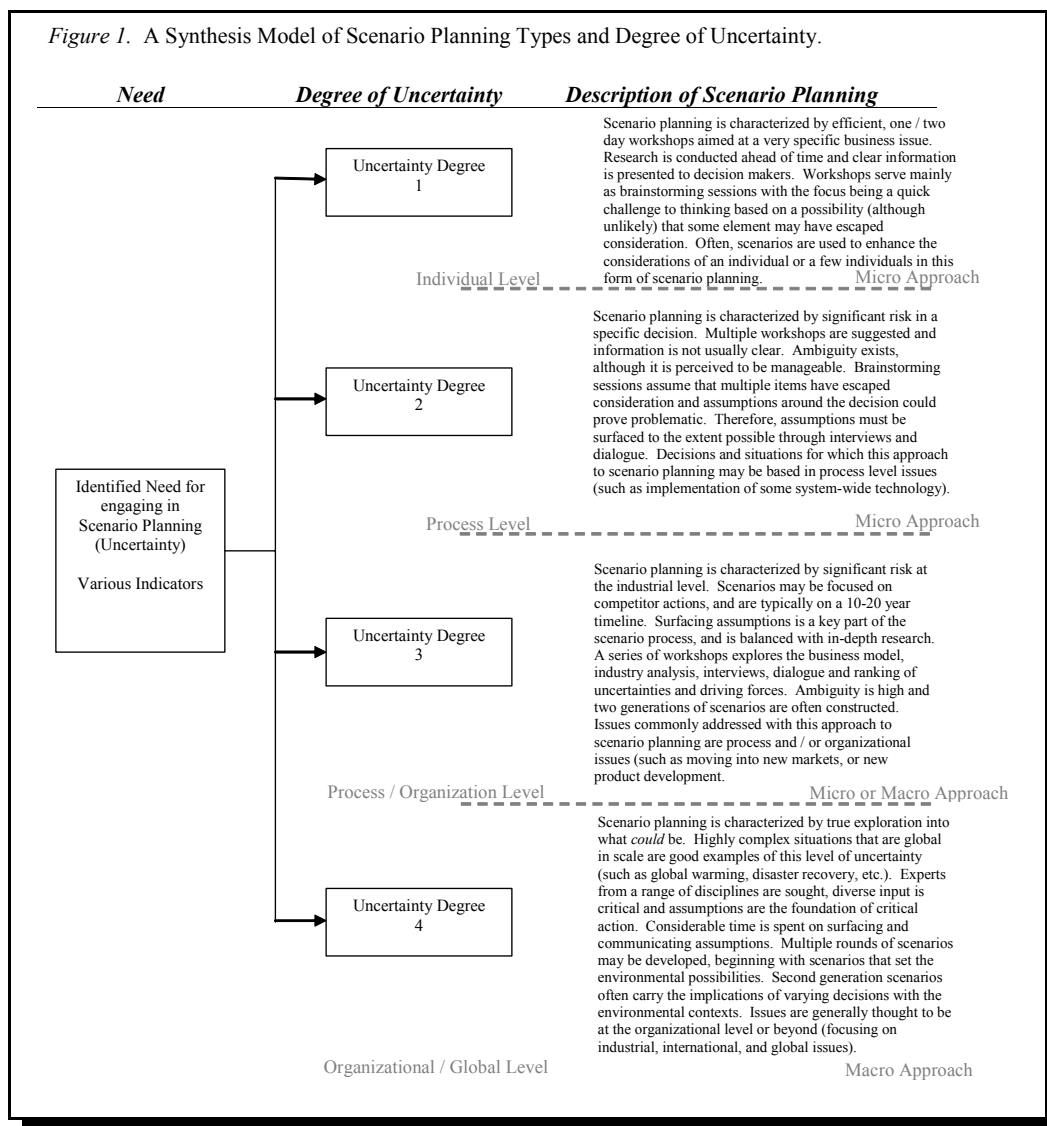 Figure 1. A Synthesis Model of Scenario Planning Types and Degree of Uncertainty.
Need
Degree of Uncertainty
Description of Scenario Planning
Identified Need for
engaging in
Scenario Planning
(Uncertainty)
Various Indicators
Uncertainty Degree
1
Scenario planning is characterized by efficient, one / two
day workshops aimed at a very specific business issue.
Research is conducted ahead of time and clear information
is presented to decision makers. Workshops serve mainly
as brainstorming sessions with the focus being a quick
challenge to thinking based on a possibility (although
unlikely) that some element may have escaped
consideration. Often, scenarios are used to enhance the
considerations of an individual or a few individuals in this
form of scenario planning.
Individual Level
Micro Approach
Uncertainty Degree
2
Scenario planning is characterized by significant risk in a
specific decision. Multiple workshops are suggested and
information is not usually clear. Ambiguity exists,
although it is perceived to be manageable. Brainstorming
sessions assume that multiple items have escaped
consideration and assumptions around the decision could
prove problematic. Therefore, assumptions must be
surfaced to the extent possible through interviews and
dialogue. Decisions and situations for which this approach
to scenario planning may be based in process level issues
(such as implementation of some system-wide technology).
Process Level
Micro Approach
Uncertainty Degree
3
Scenario planning is characterized by significant risk at
the industrial level. Scenarios may be focused on
competitor actions, and are typically on a 10-20 year
timeline. Surfacing assumptions is a key part of the
scenario process, and is balanced with in-depth research.
A series of workshops explores the business model,
industry analysis, interviews, dialogue and ranking of
uncertainties and driving forces. Ambiguity is high and
two generations of scenarios are often constructed.
Issues commonly addressed with this approach to
scenario planning are process and / or organizational
issues (such as moving into new markets, or new
product development.
Process / Organization Level
Micro or Macro Approach
Uncertainty Degree
4
Scenario planning is characterized by true exploration into
what could be. Highly complex situations that are global
in scale are good examples of this level of uncertainty
(such as global warming, disaster recovery, etc.). Experts
from a range of disciplines are sought, diverse input is
critical and assumptions are the foundation of critical
action. Considerable time is spent on surfacing and
communicating assumptions. Multiple rounds of scenarios
may be developed, beginning with scenarios that set the
environmental possibilities. Second generation scenarios
often carry the implications of varying decisions with the
environmental contexts. Issues are generally thought to be
at the organizational level or beyond (focusing on
industrial, international, and global issues).
Organizational / Global Level
Macro Approach